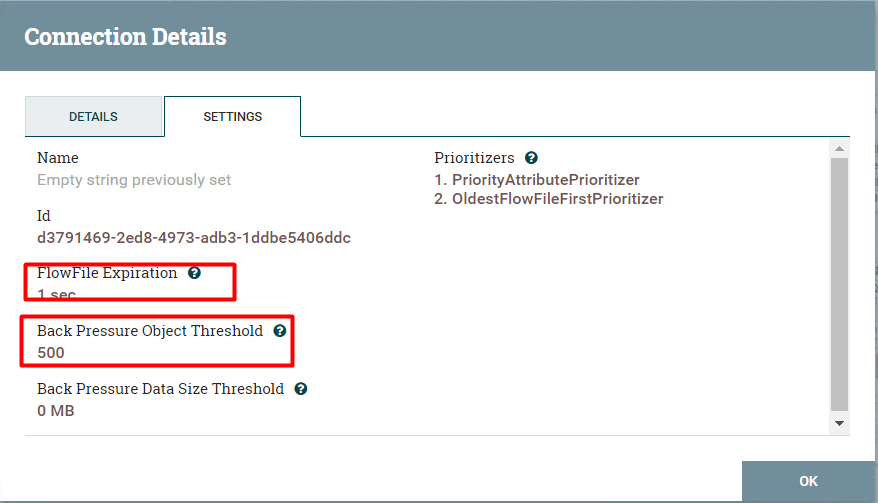 Connection Details
DETAILS
SETTINGS
Name
Empty string previously set
Id
d3791469-2ed8-4973-adb3-1ddbe5406ddc
FlowFile Expiration
1 sec
Back Pressure Object Threshold
500
Back Pressure Data Size Threshold
0 MB
Prioritizers
1. PriorityAttributePrioritizer
2. OldestFlowFileFirstPrioritizer
OK